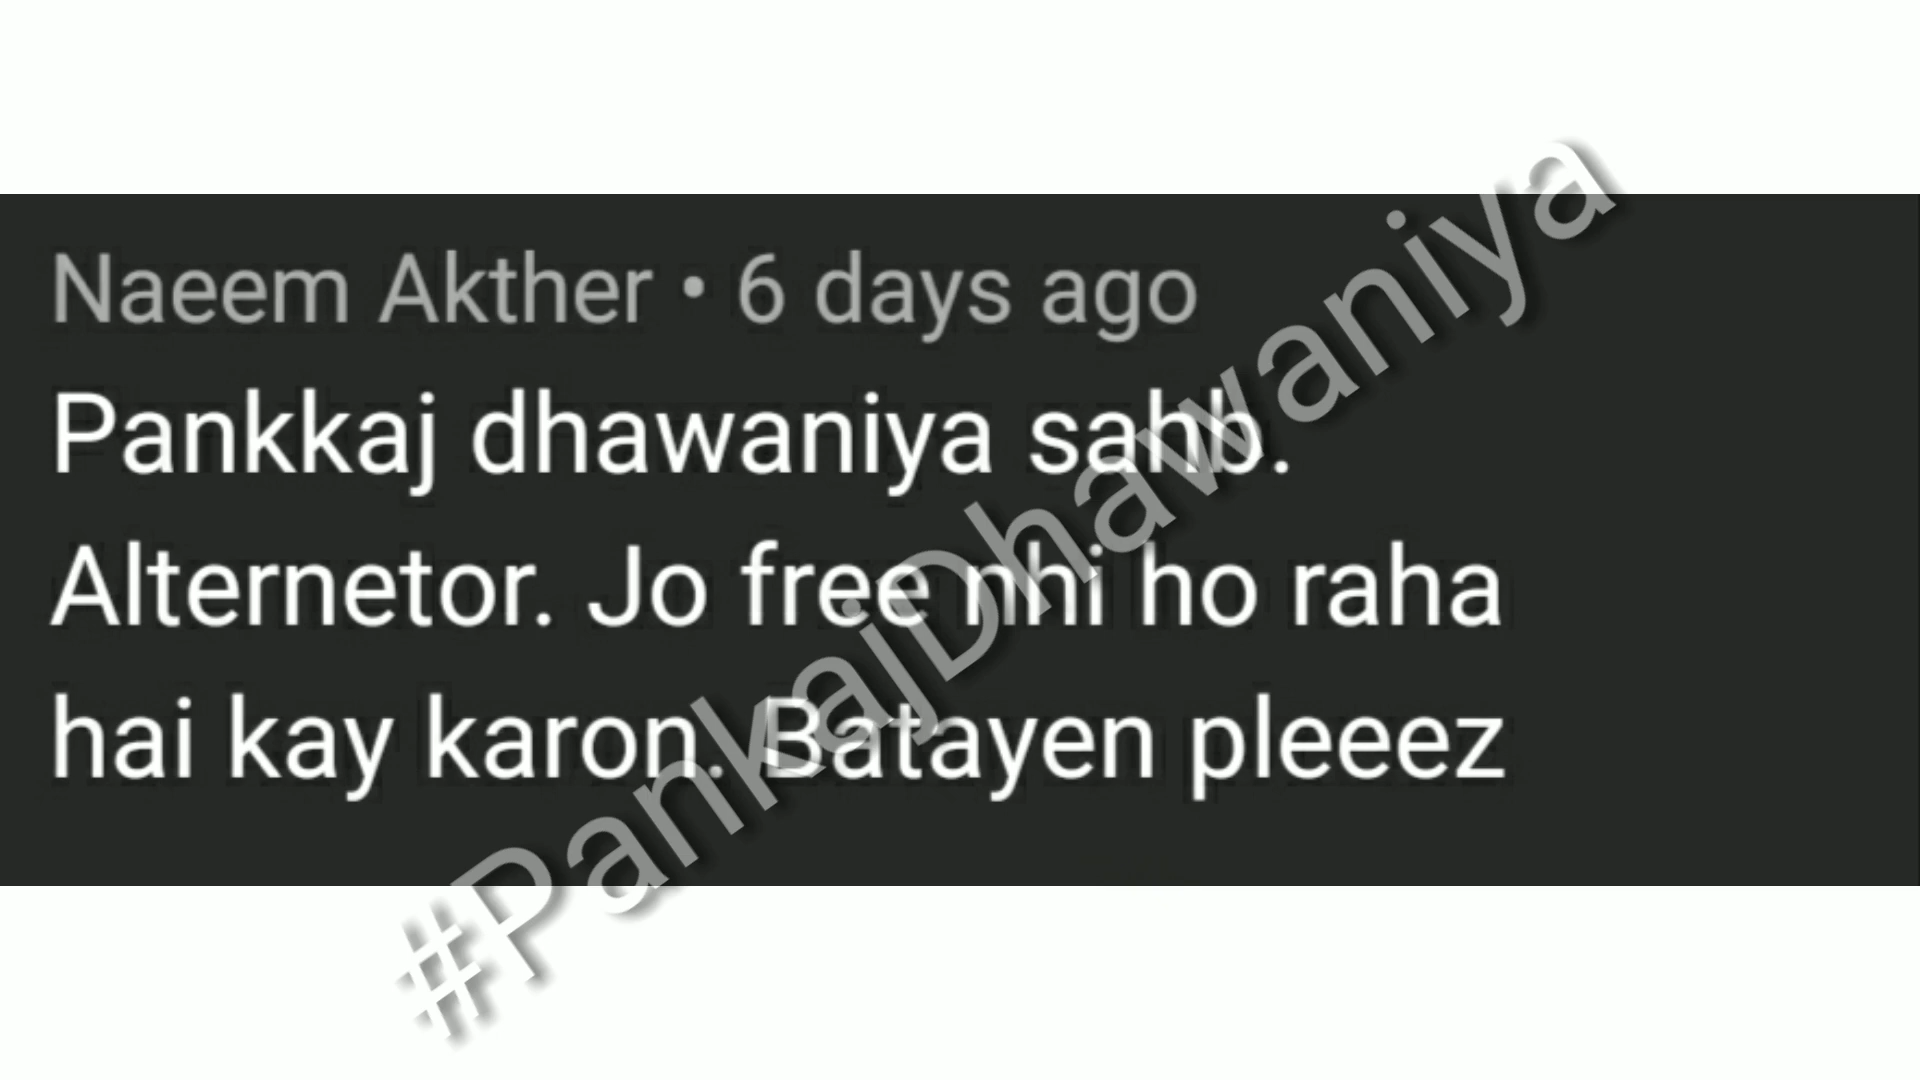 Naeem Akther • 6 days ago
Pankkaj dhawaniya sahb.
Alternetor. Jo free nhi ho raha
hai kay karon. Batayen pleeez
#PankajDhawaniya